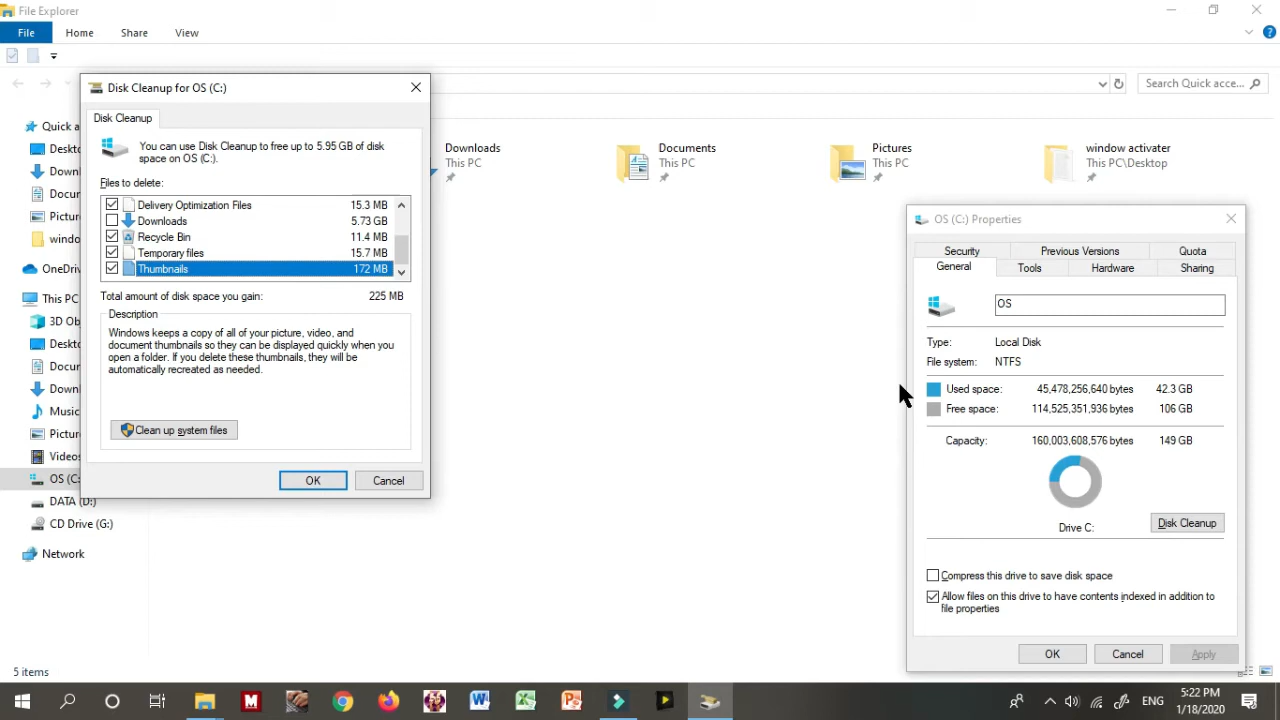 File Explorer
File
Home
Share
View
Search Quick acce...
Disk Cleanup for OS (C:)
Disk Cleanup
You can use Disk Cleanup to free up to 5.95 GB of disk
space on OS (C:).
Files to delete:
Delivery Optimization Files 15.3 MB
Downloads 5.73 GB
Recycle Bin 11.4 MB
Temporary files 15.7 MB
Thumbnails 172 MB
Total amount of disk space you gain: 225 MB
Description
Windows keeps a copy of all of your picture, video, and
document thumbnails so they can be displayed quickly when you
open a folder. If you delete these thumbnails, they will be
automatically recreated as needed.
Clean up system files
OK
Cancel
Quick a
Deskto
Downl
Docum
Picture
windo
OneDriv
This PC
3D Obj
Deskto
Docum
Downl
Music
Picture
Videos
OS (C:
DATA (D:)
CD Drive (G:)
Network
Downloads
This PC
Documents
This PC
Pictures
This PC
window activater
This PC\Desktop
OS (C:) Properties
Security
Previous Versions
Quota
General
Tools
Hardware
Sharing
OS
Type: Local Disk
File system: NTFS
Used space: 45,478,256,640 bytes 42.3 GB
Free space: 114,525,351,936 bytes 106 GB
Capacity: 160,003,608,576 bytes 149 GB
Drive C:
Disk Cleanup
Compress this drive to save disk space
Allow files on this drive to have contents indexed in addition to
file properties
OK
Cancel
Apply
5 items
ENG
5:22 PM
1/18/2020